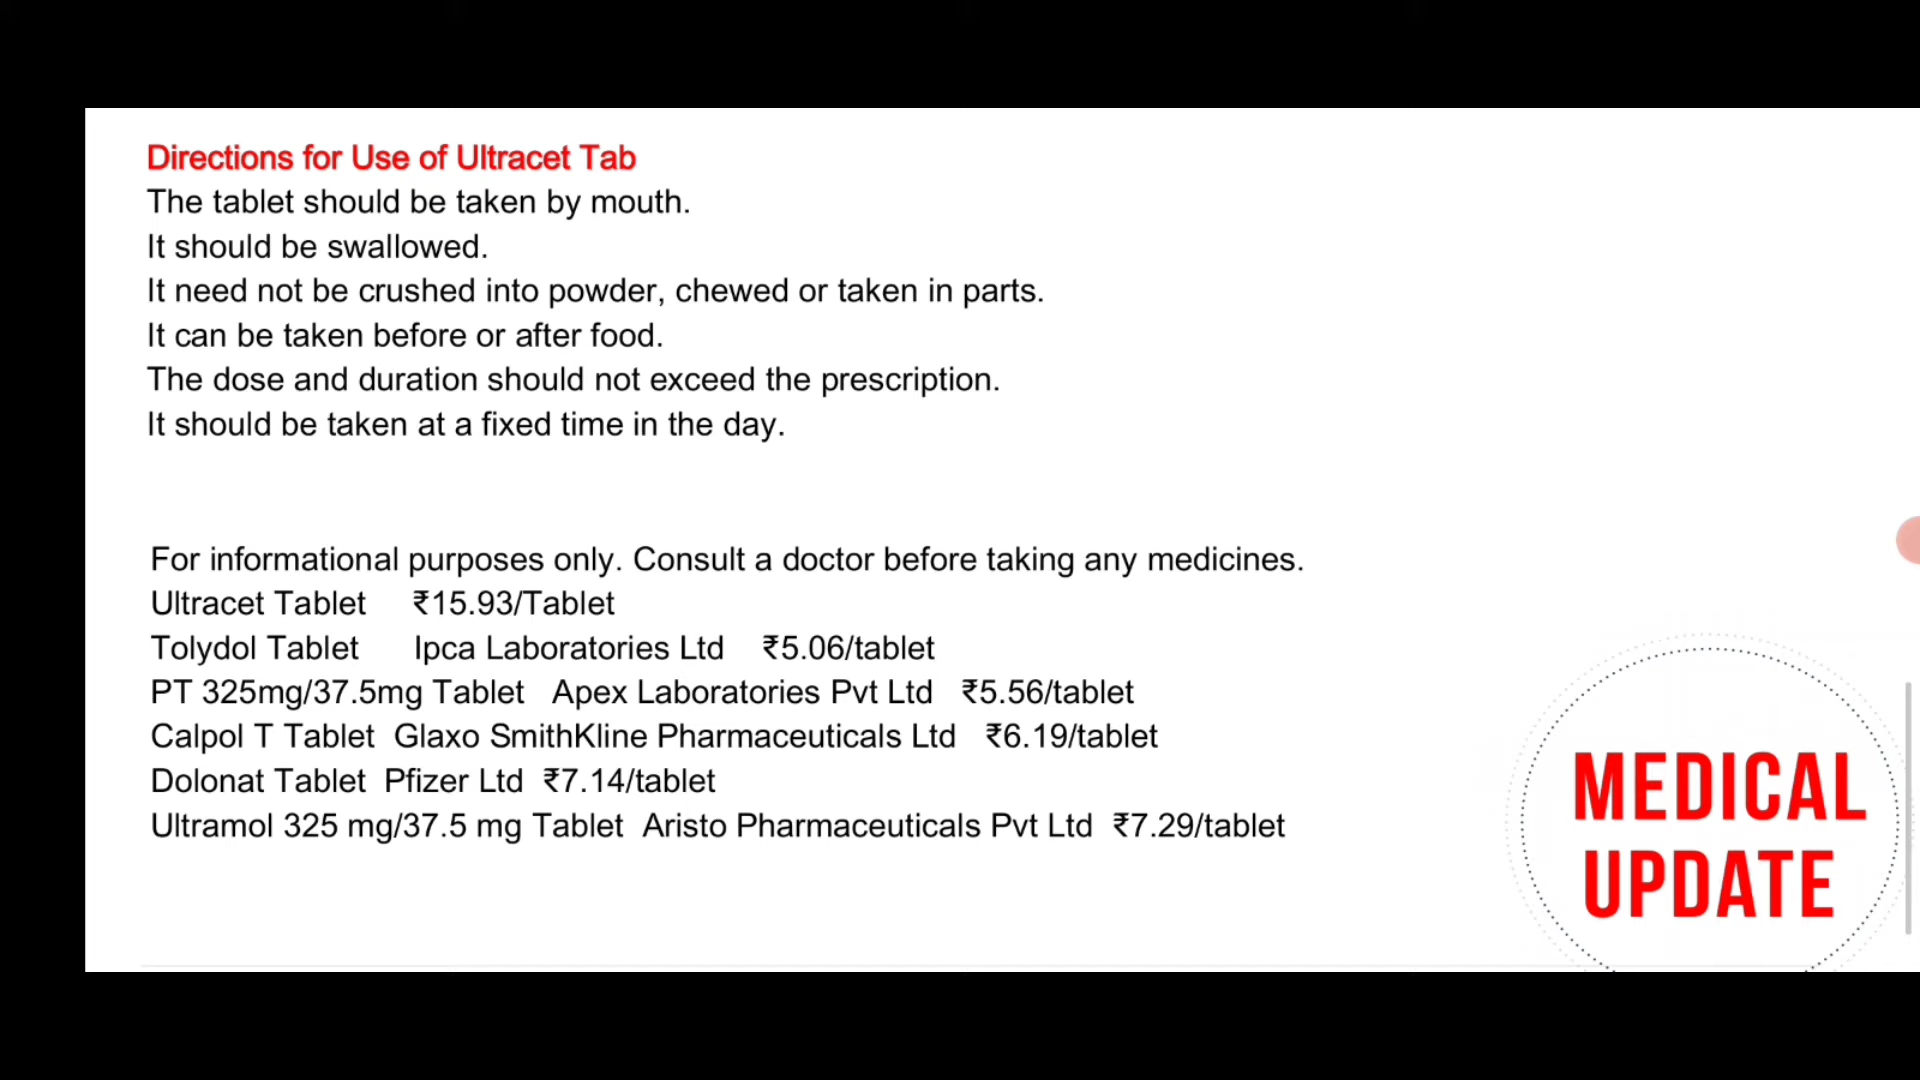 Directions for Use of Ultracet Tab
The tablet should be taken by mouth.
It should be swallowed.
It need not be crushed into powder, chewed or taken in parts.
It can be taken before or after food.
The dose and duration should not exceed the prescription.
It should be taken at a fixed time in the day.
For informational purposes only. Consult a doctor before taking any medicines.
Ultracet Tablet ₹15.93/Tablet
Tolydol Tablet Ipca Laboratories Ltd ₹5.06/tablet
PT 325mg/37.5mg Tablet Apex Laboratories Pvt Ltd ₹5.56/tablet
Calpol T Tablet Glaxo SmithKline Pharmaceuticals Ltd ₹6.19/tablet
Dolonat Tablet Pfizer Ltd ₹7.14/tablet
Ultramol 325 mg/37.5 mg Tablet Aristo Pharmaceuticals Pvt Ltd ₹7.29/tablet
MEDICAL
UPDATE